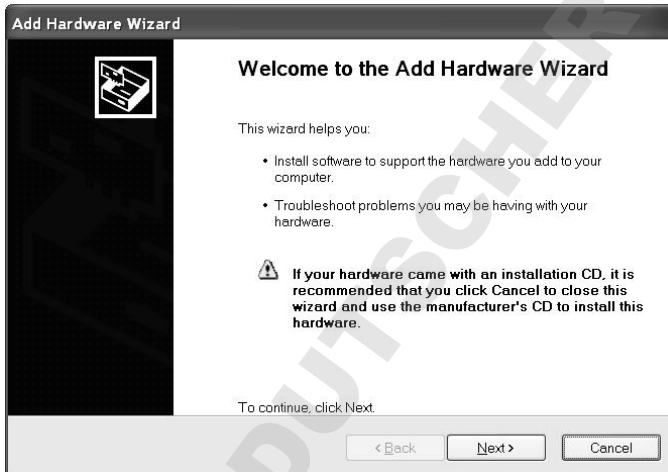 Add Hardware Wizard
Welcome to the Add Hardware Wizard
This wizard helps you:
• Install software to support the hardware you add to your
computer.
• Troubleshoot problems you may be having with your
hardware.
If your hardware came with an installation CD, it is
recommended that you click Cancel to close this
wizard and use the manufacturer's CD to install this
hardware.
To continue, click Next.
< Back Next > Cancel
DUTSCHER